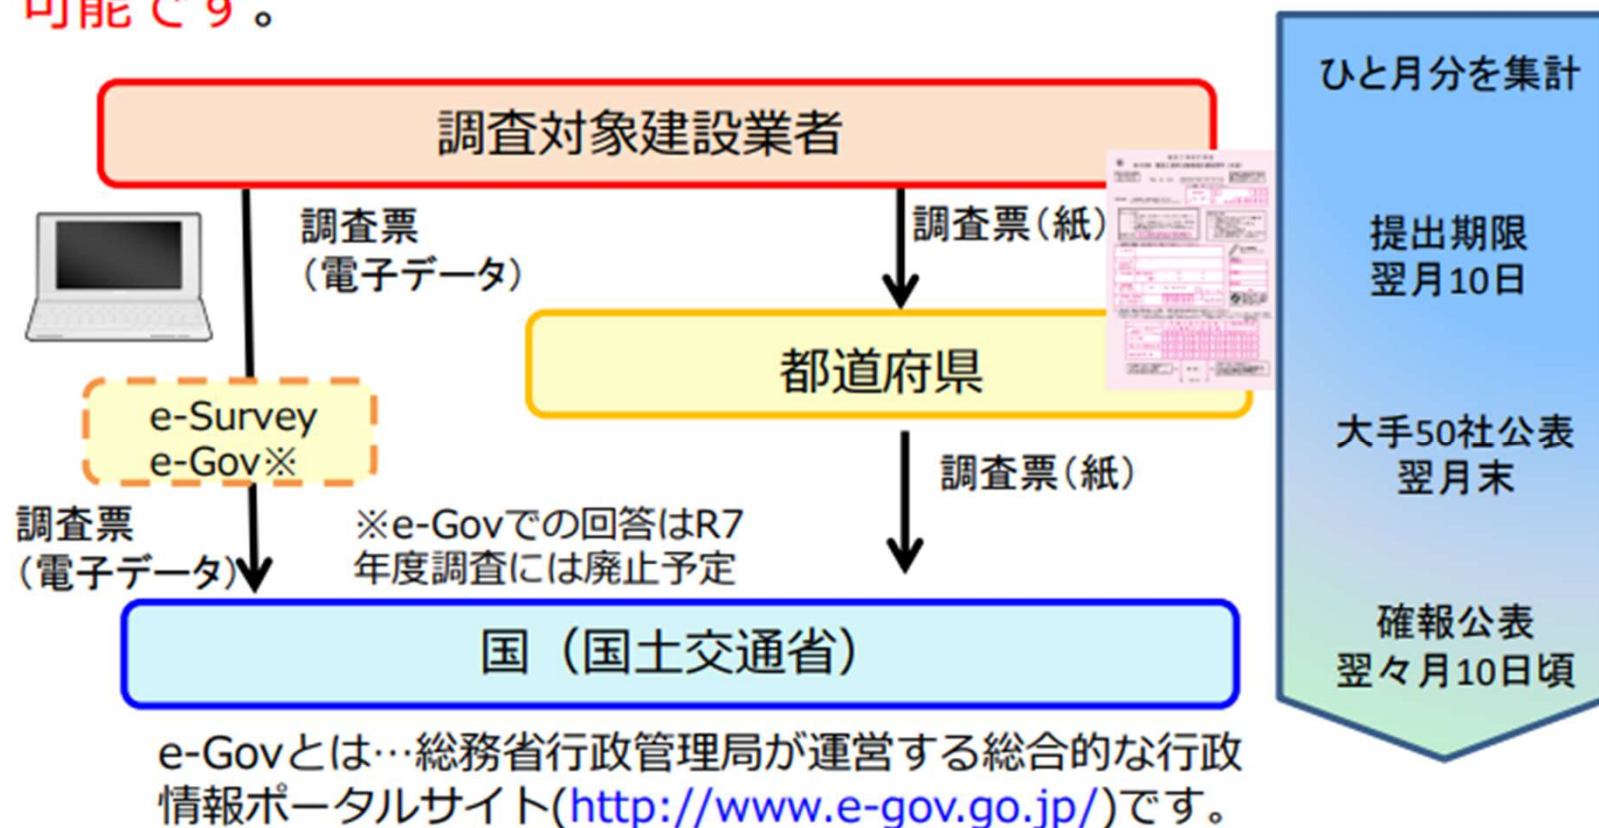 可能です。
調査対象建設業者
調査票
（電子データ）
調査票（紙）
都道府県
e-Survey
e-Gov※
調査票（紙）
調査票
（電子データ）
※e-Govでの回答はR7
年度調査には廃止予定
国（国土交通省）
e-Govとは…総務省行政管理局が運営する総合的な行政
情報ポータルサイト(http://www.e-gov.go.jp/)です。
ひと月分を集計
提出期限
翌月10日
大手50社公表
翌月末
確報公表
翌々月10日頃